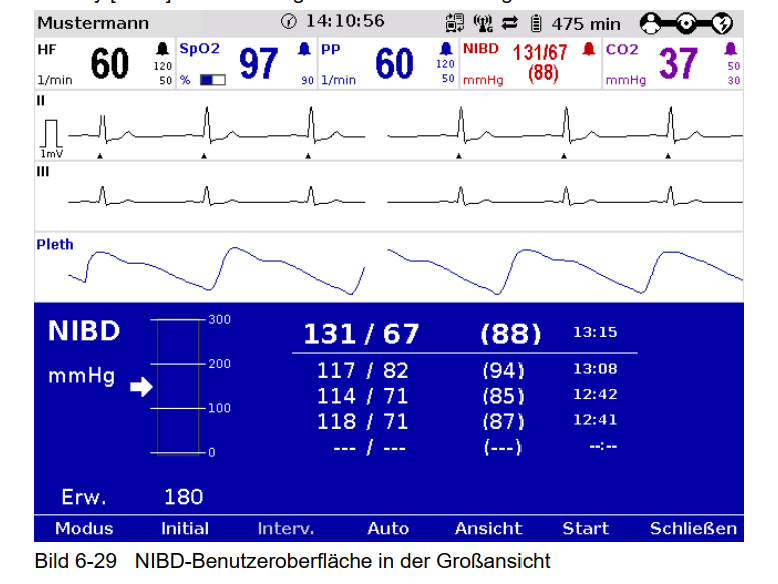 Mustermann 14:10:56 475 min
HF 60 120 50 1/min
SpO2 97 90 %
PP 60 120 50 1/min
NIBD 131/67 (88) mmHg
CO2 37 50 30 mmHg
II
1mV
III
Pleth
NIBD
mmHg
300
200
100
0
131 / 67 (88) 13:15
117 / 82 (94) 13:08
114 / 71 (85) 12:42
118 / 71 (87) 12:41
--- / --- (---) --:--
Erw. 180
Modus Initial Interv. Auto Ansicht Start Schließen
Bild 6-29 NIBD-Benutzeroberfläche in der Großansicht